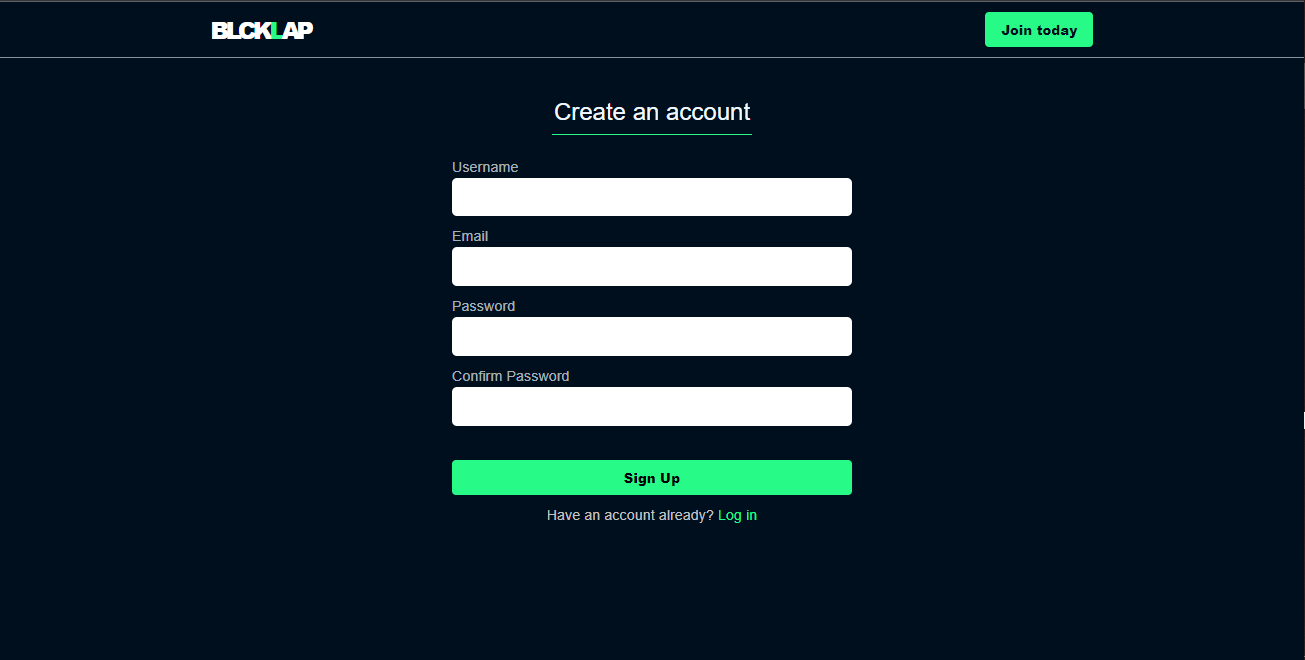 BLCKLAP
Join today
Create an account
Username
Email
Password
Confirm Password
Sign Up
Have an account already? Log in